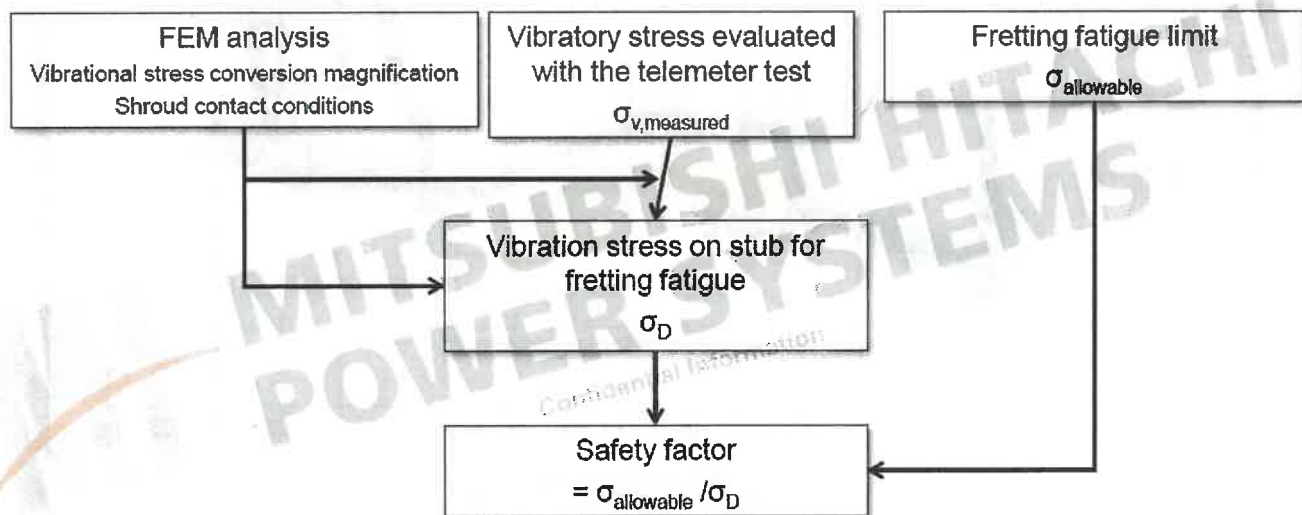 FEM analysis
Vibrational stress conversion magnification
Shroud contact conditions
Vibratory stress evaluated
with the telemeter test
σv,measured
Fretting fatigue limit
σallowable
Vibration stress on stub for
fretting fatigue
σD
Safety factor
= σallowable /σD
MITSUBISHI HITACHI
POWER SYSTEMS
Confidential Information